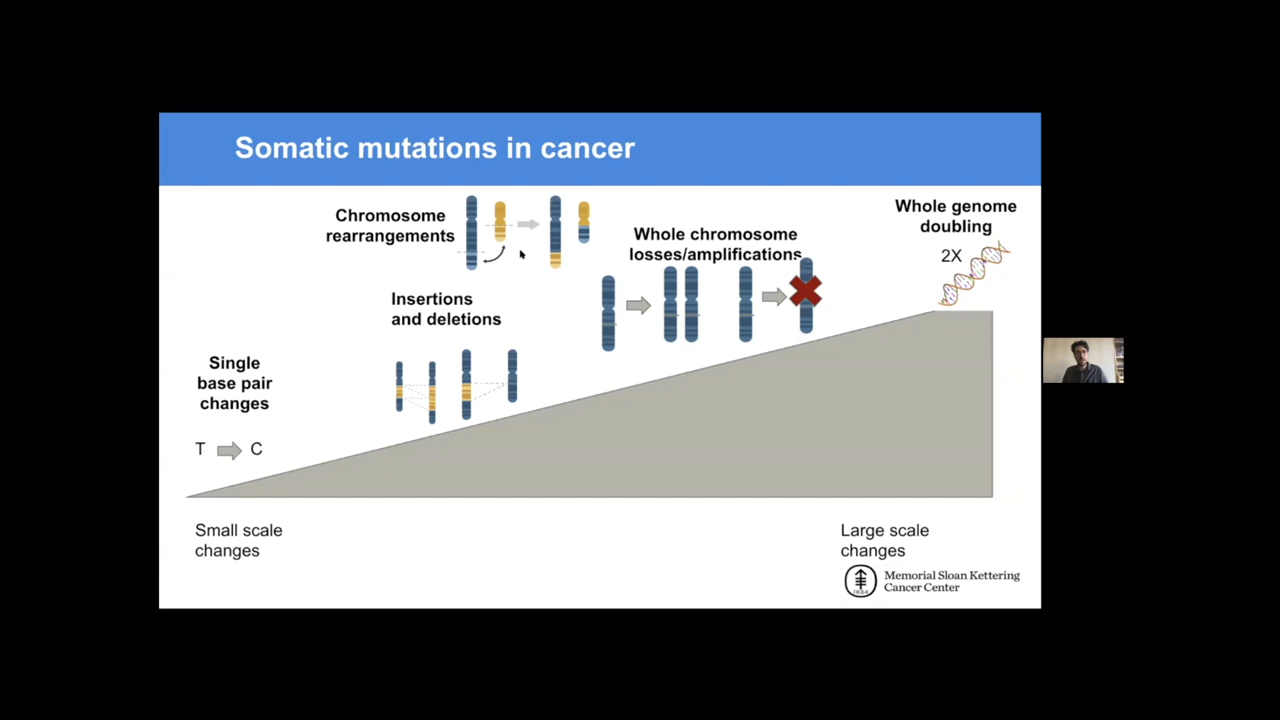 Somatic mutations in cancer
Chromosome
rearrangements
Whole chromosome
losses/amplifications
Whole genome
doubling
2X
Insertions
and deletions
Single
base pair
changes
T
C
Small scale
changes
Large scale
changes
1884
Memorial Sloan Kettering
Cancer Center